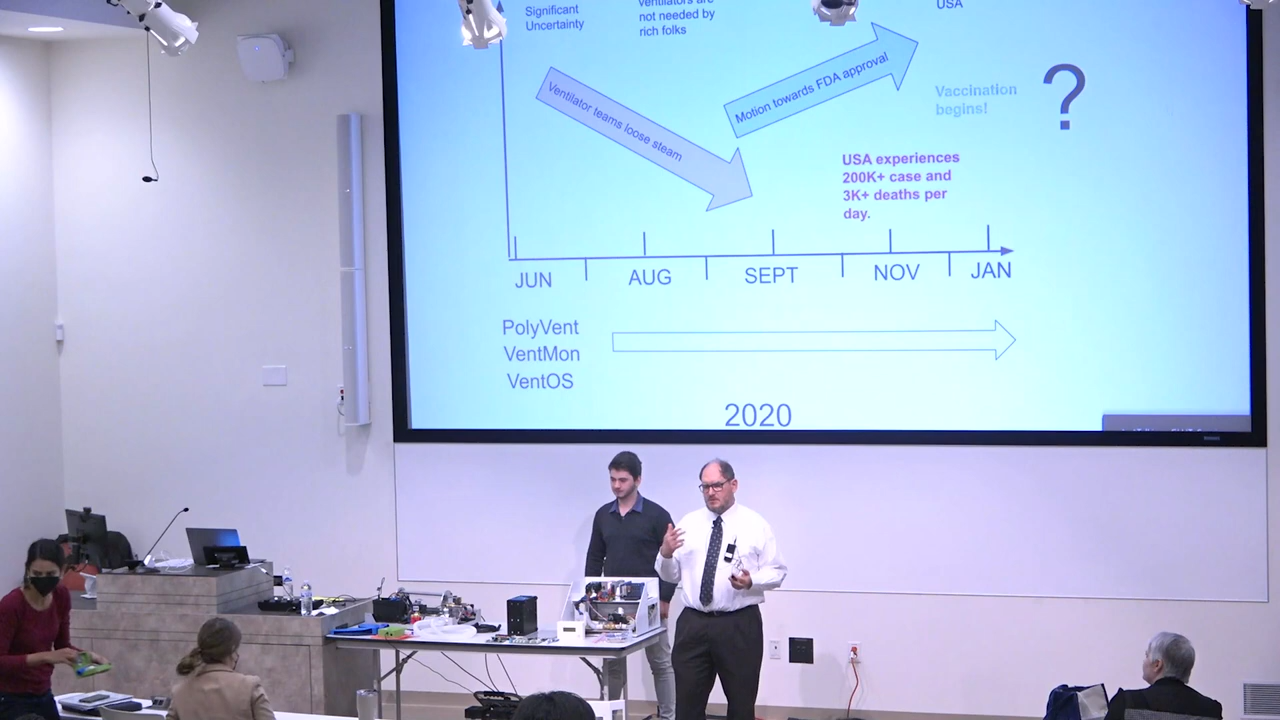 Significant
Uncertainty
Ventilators are
not needed by
rich folks
USA
Ventilator teams loose steam
Motion towards FDA approval
Vaccination
begins!
?
USA experiences
200K+ case and
3K+ deaths per
day.
JUN
AUG
SEPT
NOV
JAN
PolyVent
VentMon
VentOS
2020